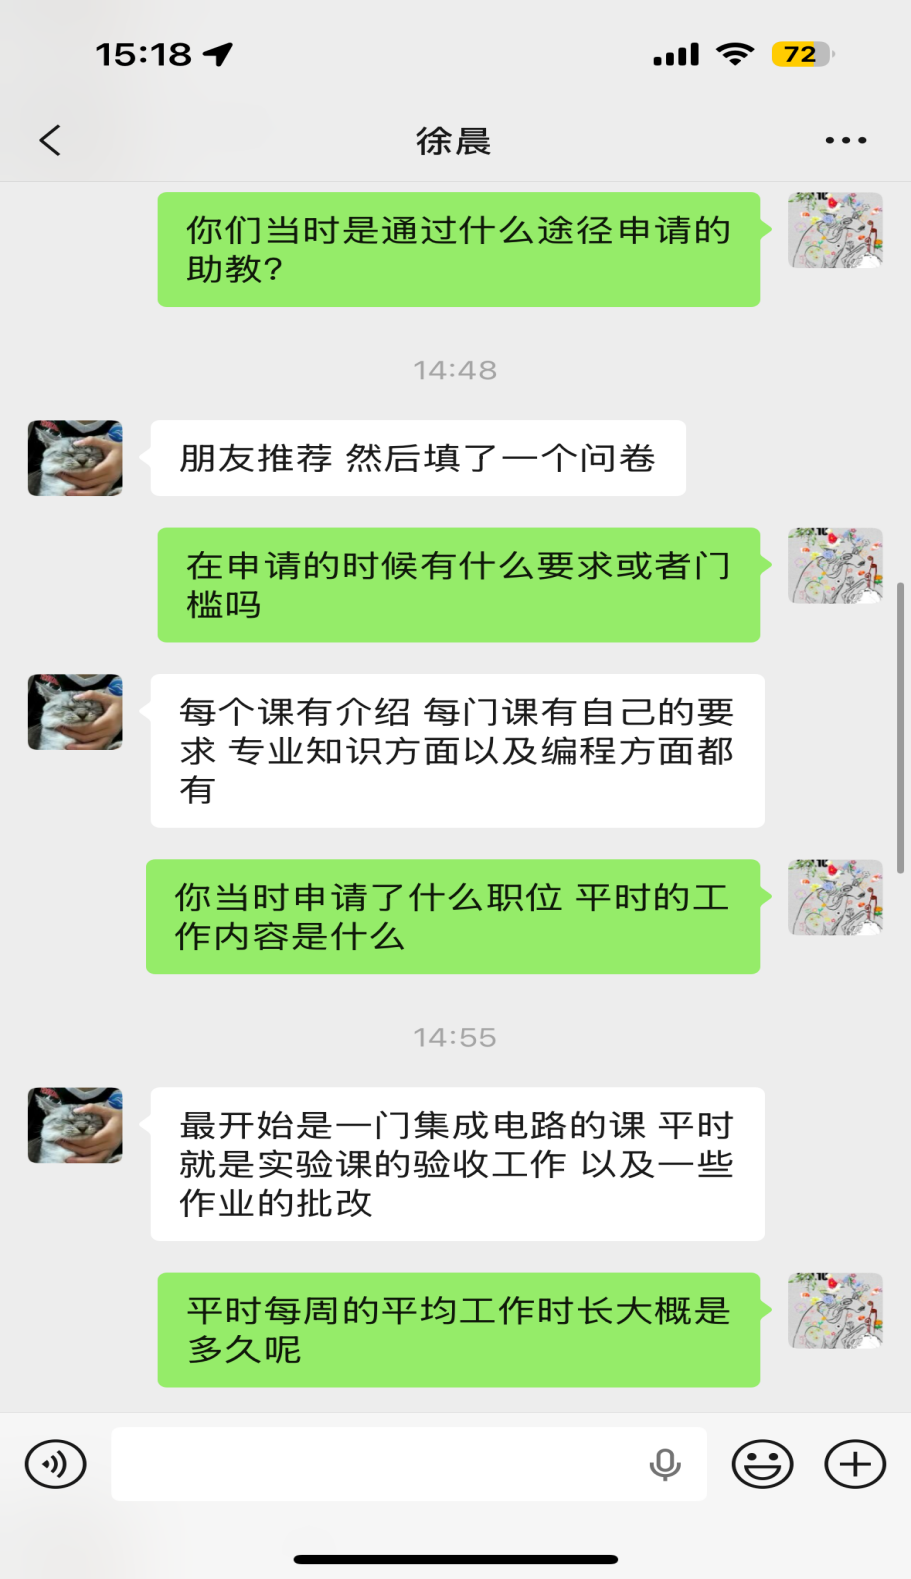 15:18
72
徐晨
你们当时是通过什么途径申请的
助教?
14:48
朋友推荐 然后填了一个问卷
在申请的时候有什么要求或者门
槛吗
每个课有介绍 每门课有自己的要
求 专业知识方面以及编程方面都
有
你当时申请了什么职位 平时的工
作内容是什么
14:55
最开始是一门集成电路的课 平时
就是实验课的验收工作 以及一些
作业的批改
平时每周的平均工作时长大概是
多久呢